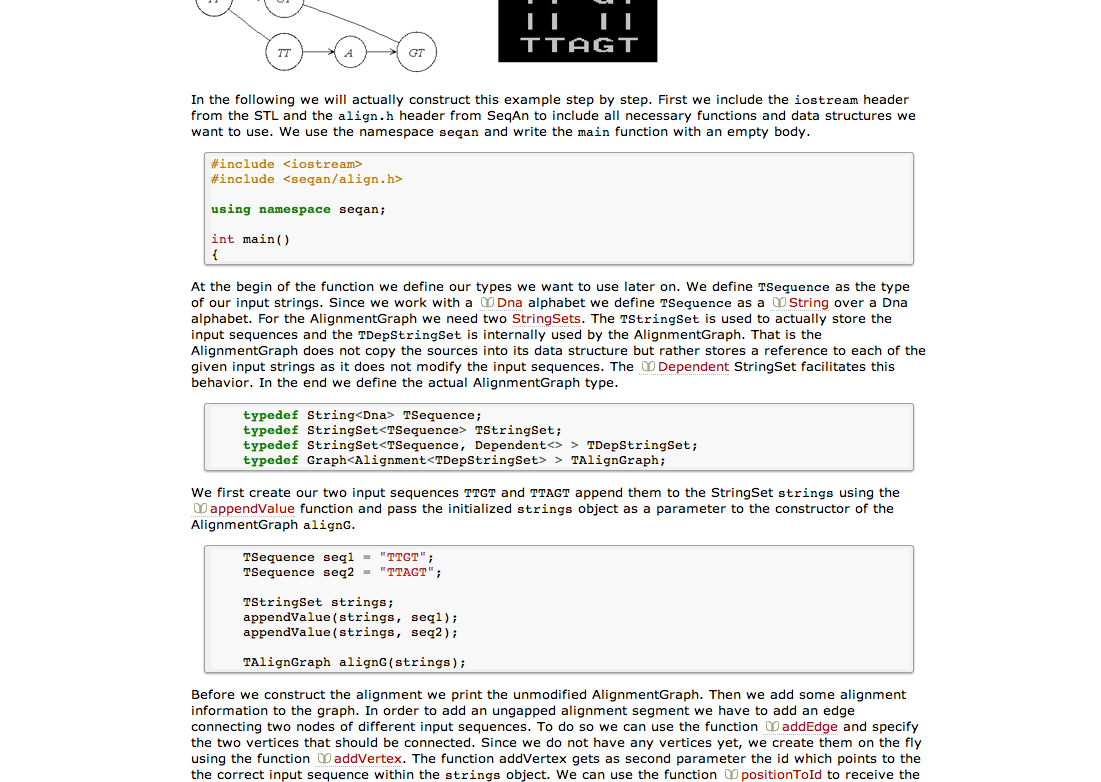 TT A GT
TTAGT
In the following we will actually construct this example step by step. First we include the iostream header
from the STL and the align.h header from SeqAn to include all necessary functions and data structures we
want to use. We use the namespace seqan and write the main function with an empty body.
#include <iostream>
#include <seqan/align.h>
using namespace seqan;
int main()
{
At the begin of the function we define our types we want to use later on. We define TSequence as the type
of our input strings. Since we work with a Dna alphabet we define TSequence as a String over a Dna
alphabet. For the AlignmentGraph we need two StringSets. The TStringSet is used to actually store the
input sequences and the TDepStringSet is internally used by the AlignmentGraph. That is the
AlignmentGraph does not copy the sources into its data structure but rather stores a reference to each of the
given input strings as it does not modify the input sequences. The Dependent StringSet facilitates this
behavior. In the end we define the actual AlignmentGraph type.
typedef String<Dna> TSequence;
typedef StringSet<TSequence> TStringSet;
typedef StringSet<TSequence, Dependent<> > TDepStringSet;
typedef Graph<Alignment<TDepStringSet> > TAlignGraph;
We first create our two input sequences TTGT and TTAGT append them to the StringSet strings using the
appendValue function and pass the initialized strings object as a parameter to the constructor of the
AlignmentGraph alignG.
TSequence seq1 = "TTGT";
TSequence seq2 = "TTAGT";
TStringSet strings;
appendValue(strings, seq1);
appendValue(strings, seq2);
TAlignGraph alignG(strings);
Before we construct the alignment we print the unmodified AlignmentGraph. Then we add some alignment
information to the graph. In order to add an ungapped alignment segment we have to add an edge
connecting two nodes of different input sequences. To do so we can use the function addEdge and specify
the two vertices that should be connected. Since we do not have any vertices yet, we create them on the fly
using the function addVertex. The function addVertex gets as second parameter the id which points to the
the correct input sequence within the strings object. We can use the function positionToId to receive the